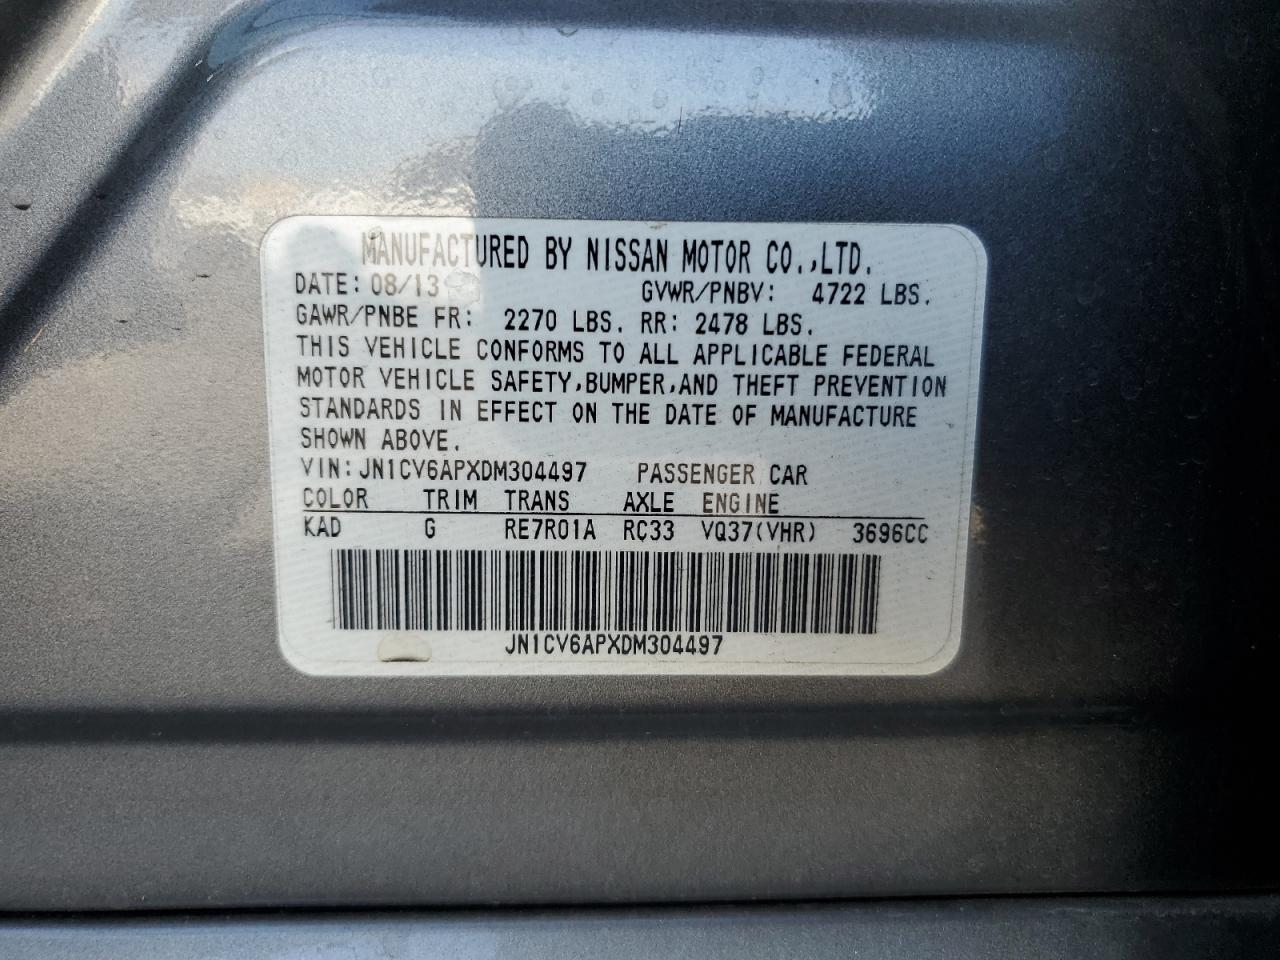 MANUFACTURED BY NISSAN MOTOR CO.,LTD.
DATE: 08/13 GVWR/PNBV: 4722 LBS.
GAWR/PNBE FR: 2270 LBS. RR: 2478 LBS.
THIS VEHICLE CONFORMS TO ALL APPLICABLE FEDERAL
MOTOR VEHICLE SAFETY,BUMPER,AND THEFT PREVENTION
STANDARDS IN EFFECT ON THE DATE OF MANUFACTURE
SHOWN ABOVE.
VIN: JN1CV6APXDM304497 PASSENGER CAR
COLOR TRIM TRANS AXLE ENGINE
KAD G RE7R01A RC33 VQ37(VHR) 3696CC
JN1CV6APXDM304497